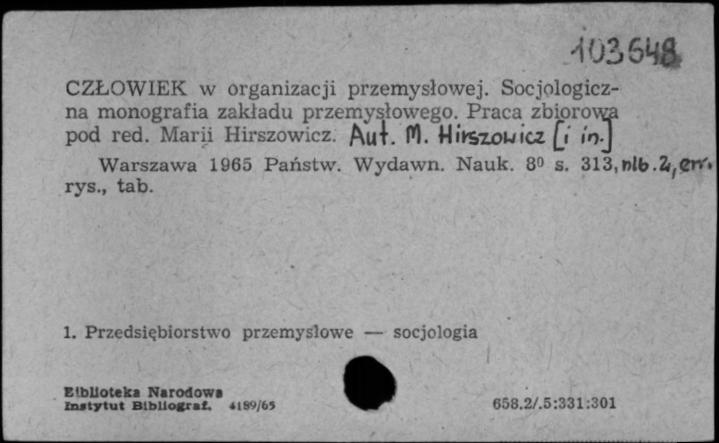 103648
CZŁOWIEK w organizacji przemysłowej. Socjologicz-
na monografia zakładu przemysłowego. Praca zbiorowa
pod red. Marii Hirszowicz. Aut. M. Hirszowicz [i in.]
Warszawa 1965 Państw. Wydawn. Nauk. 8⁰ s. 313, nlb. 2, err.
rys., tab.
1. Przedsiębiorstwo przemysłowe — socjologia
Biblioteka Narodowa
Instytut Bibliograf. 4189/65
658.2/.5:331:301